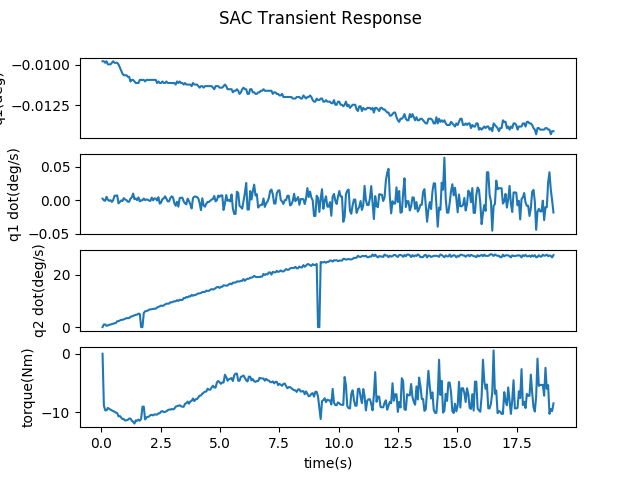 SAC Transient Response
−0.0100
−0.0125
q1(deg)
0.05
0.00
−0.05
q1 dot(deg/s)
20
0
q2 dot(deg/s)
0
−10
torque(Nm)
0.0 2.5 5.0 7.5 10.0 12.5 15.0 17.5
time(s)